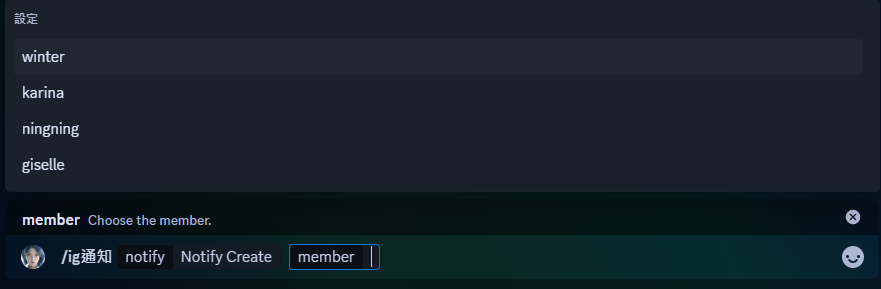 設定
winter
karina
ningning
giselle
member Choose the member.
/ig通知 notify Notify Create member